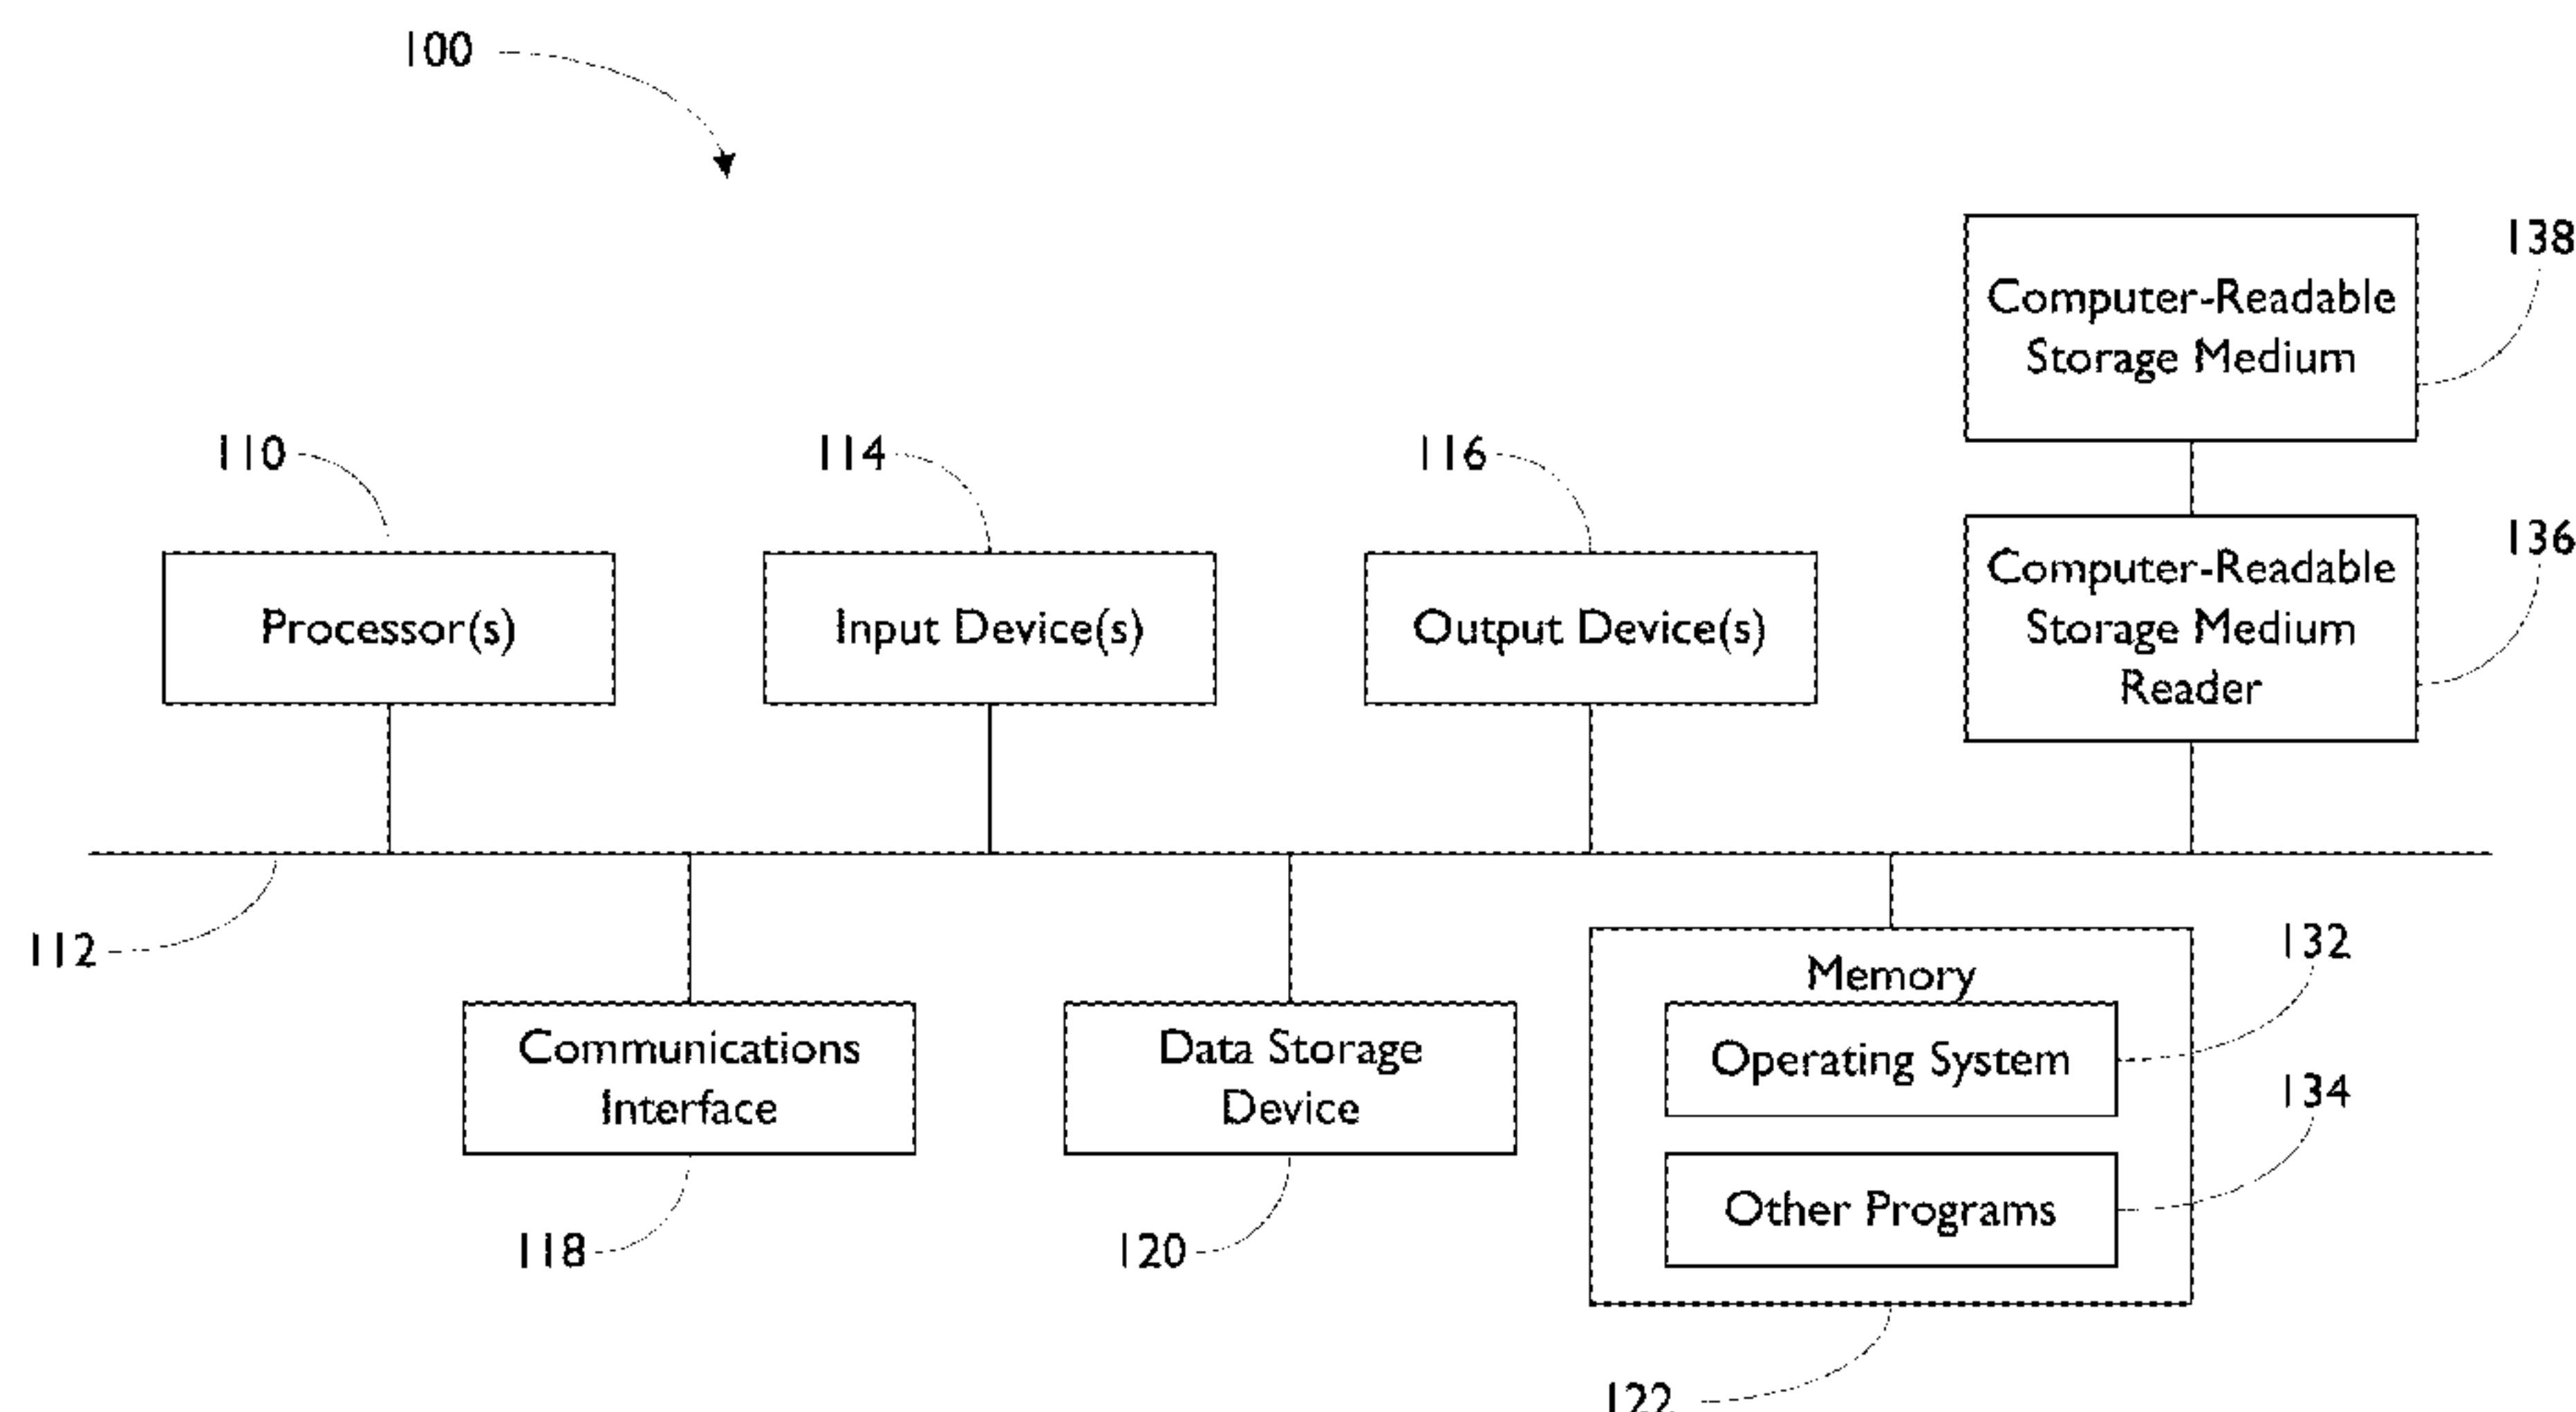 100
138
Computer-Readable
Storage Medium
110
114
116
136
Processor(s)
Input Device(s)
Output Device(s)
Computer-Readable
Storage Medium
Reader
112
132
Memory
Communications
Interface
Data Storage
Device
Operating System
134
Other Programs
118
120
122